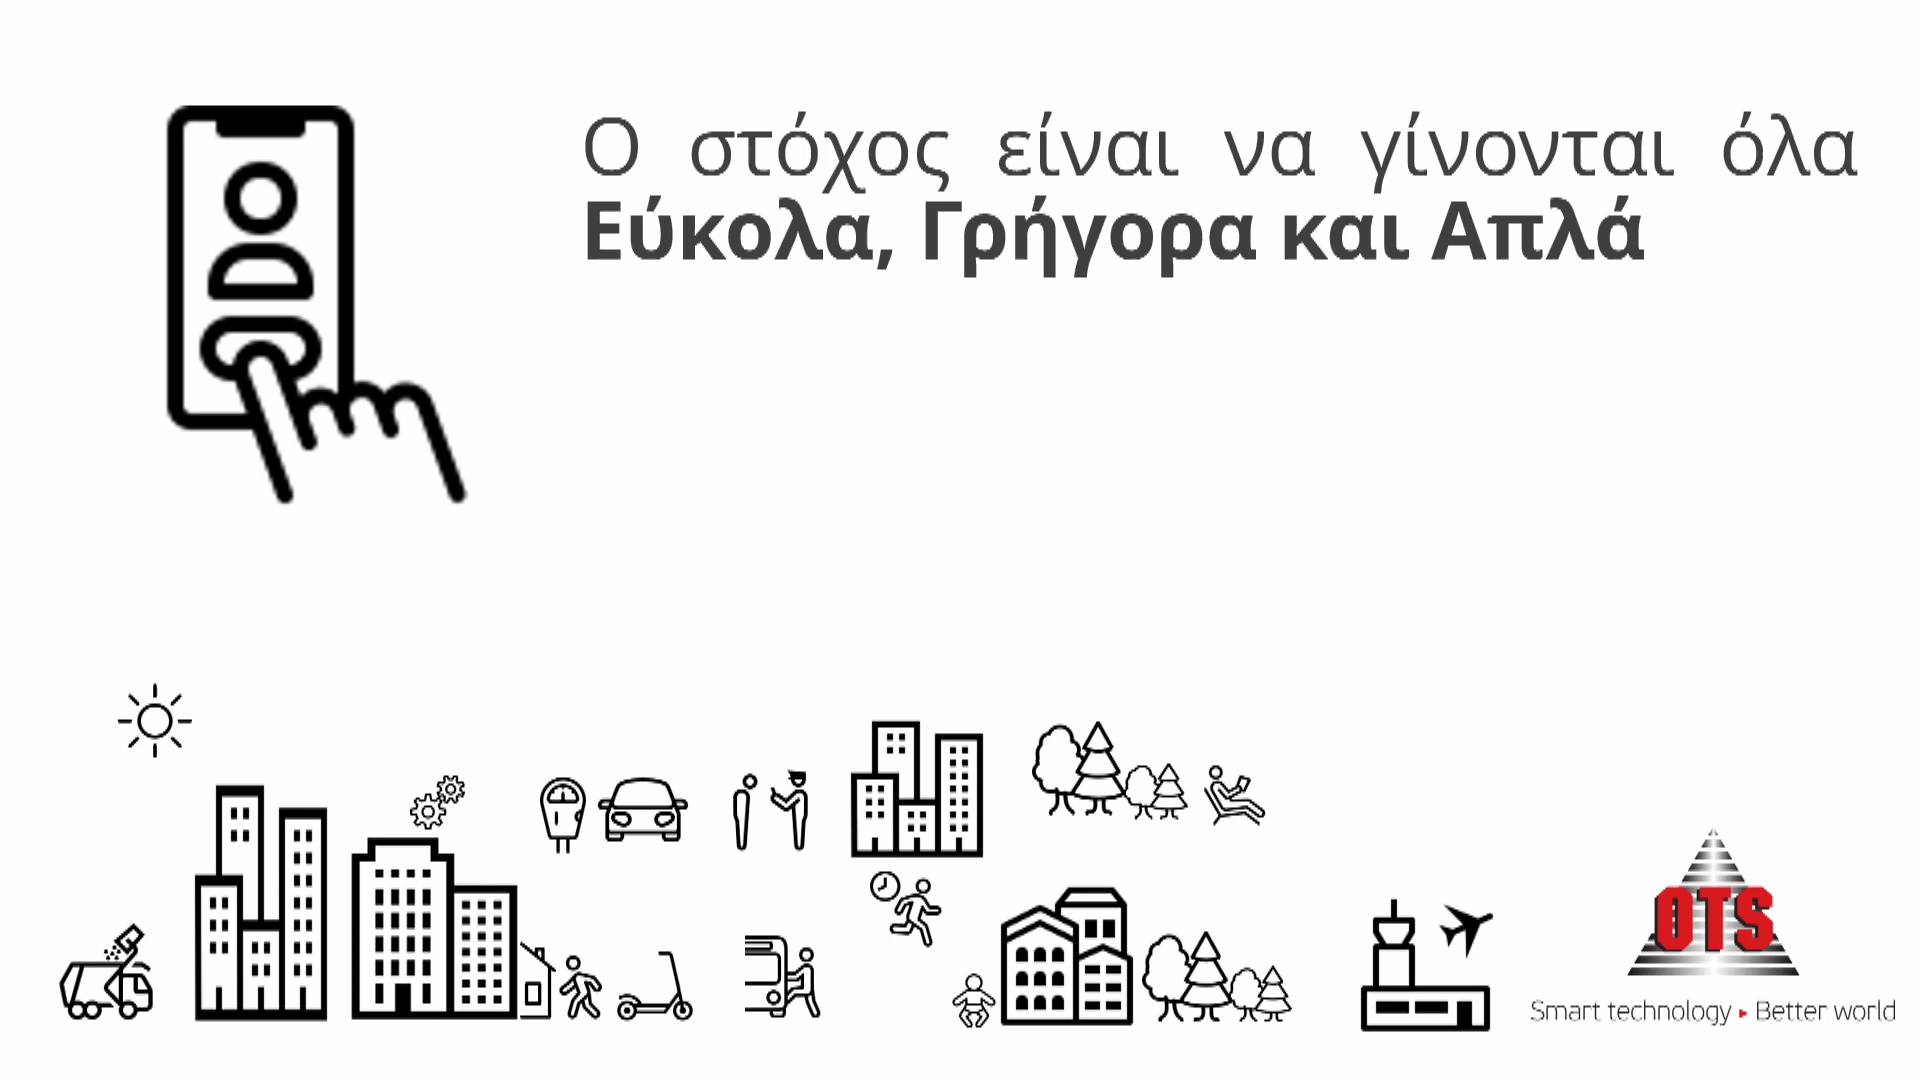 Ο στόχος είναι να γίνονται όλα
Εύκολα, Γρήγορα και Απλά
OTS
Smart technology ▸ Better world